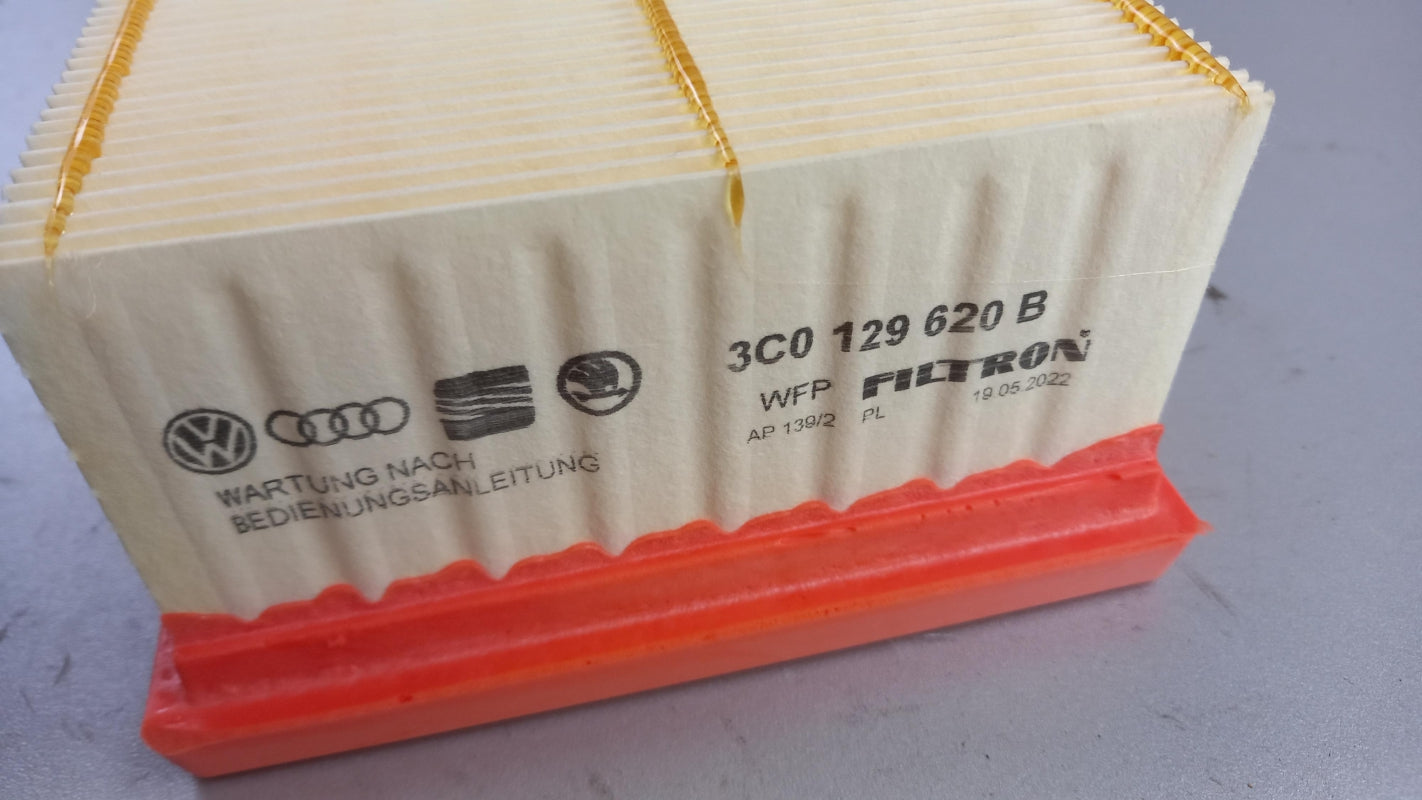 3C0 129 620 B
WFP FILTRON
AP 139/2 PL 19.05.2022
WARTUNG NACH
BEDIENUNGSANLEITUNG